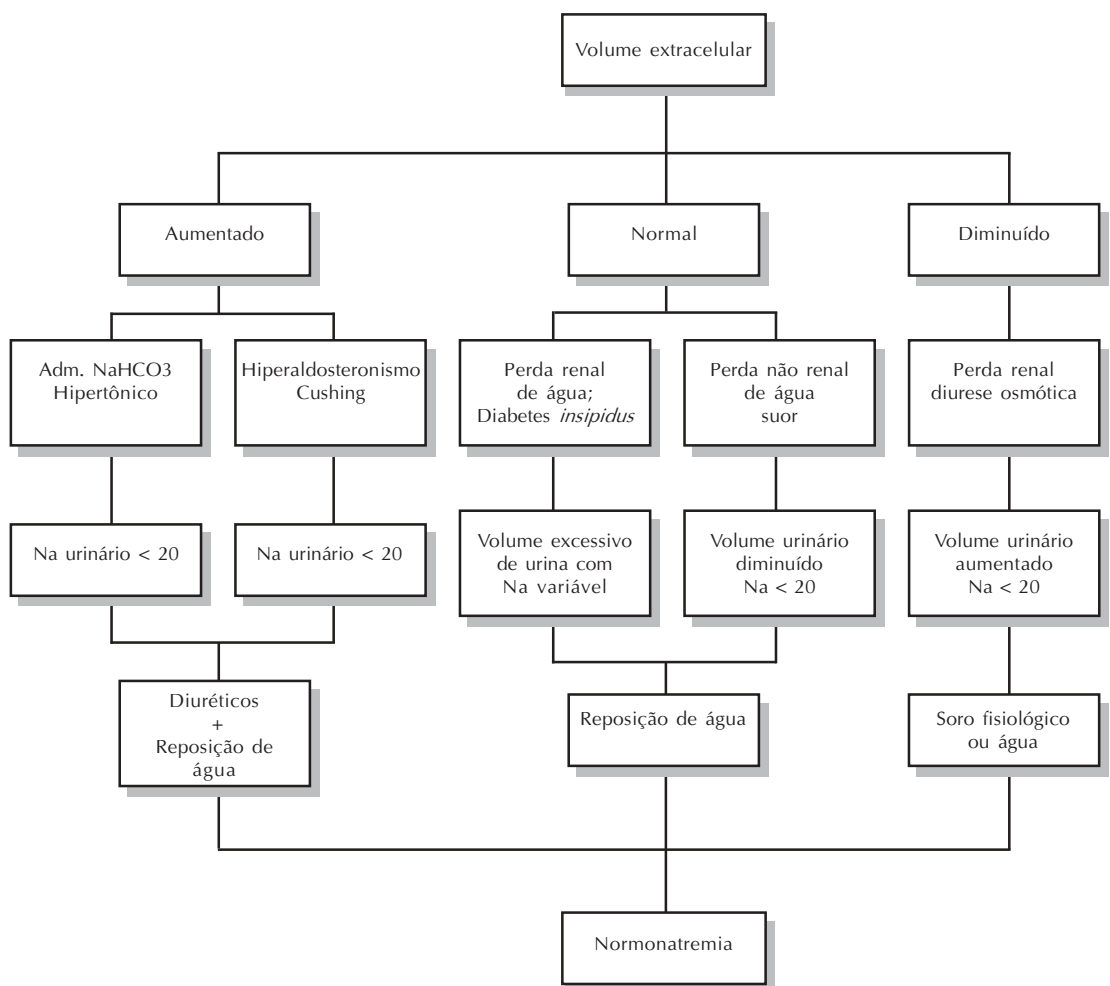 Volume extracelular
Aumentado
Normal
Diminuído
Adm. NaHCO3
Hipertônico
Hiperaldosteronismo
Cushing
Perda renal
de água;
Diabetes insipidus
Perda não renal
de água
suor
Perda renal
diurese osmótica
Na urinário < 20
Na urinário < 20
Volume excessivo
de urina com
Na variável
Volume urinário
diminuído
Na < 20
Volume urinário
aumentado
Na < 20
Diuréticos
+
Reposição de
água
Reposição de água
Soro fisiológico
ou água
Normonatremia